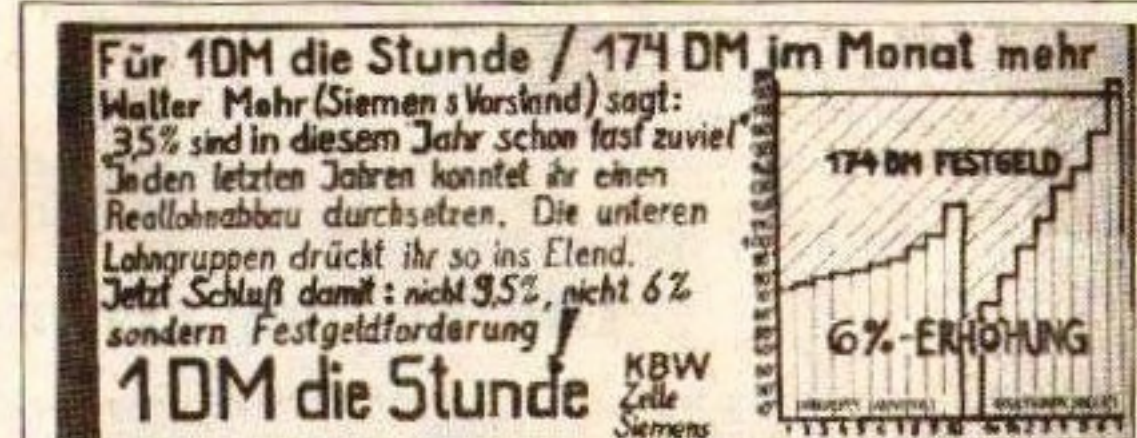 Für 1DM die Stunde / 174 DM im Monat mehr
Walter Mohr (Siemens Vorstand) sagt:
„3,5% sind in diesem Jahr schon fast zuviel"
In den letzten Jahren konntet ihr einen
Reallohnabbau durchsetzen. Die unteren
Lohngruppen drückt ihr so ins Elend.
Jetzt Schluß damit: nicht 9,5%, nicht 6%
sondern Festgeldforderung!
1DM die Stunde
KBW
Zelle
Siemens
174 DM FESTGELD
6%-ERHÖHUNG